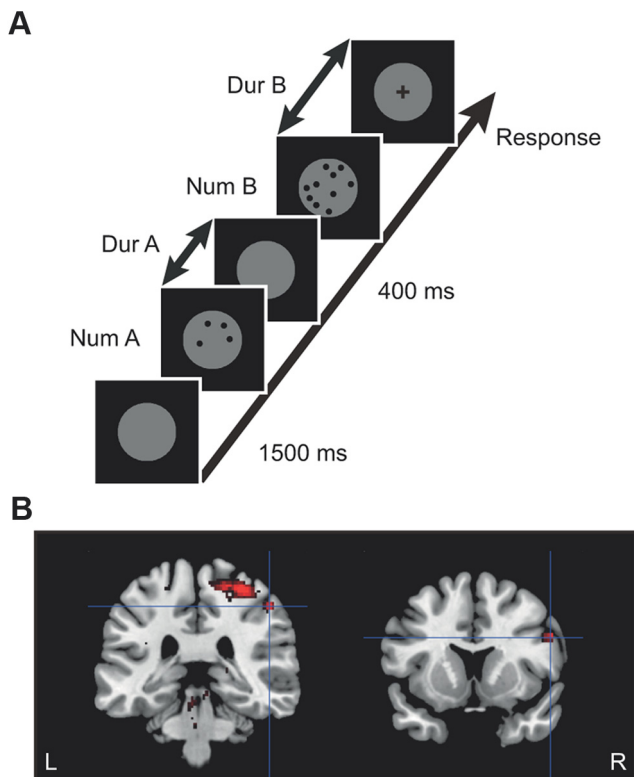 A
Dur B
Response
Num B
Dur A
400 ms
Num A
1500 ms
B
L
R